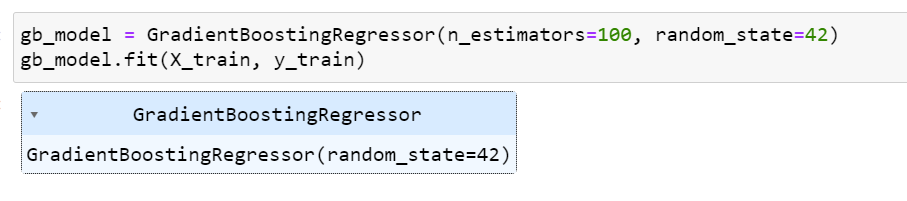 gb_model = GradientBoostingRegressor(n_estimators=100, random_state=42)
gb_model.fit(X_train, y_train)
▾ GradientBoostingRegressor
GradientBoostingRegressor(random_state=42)